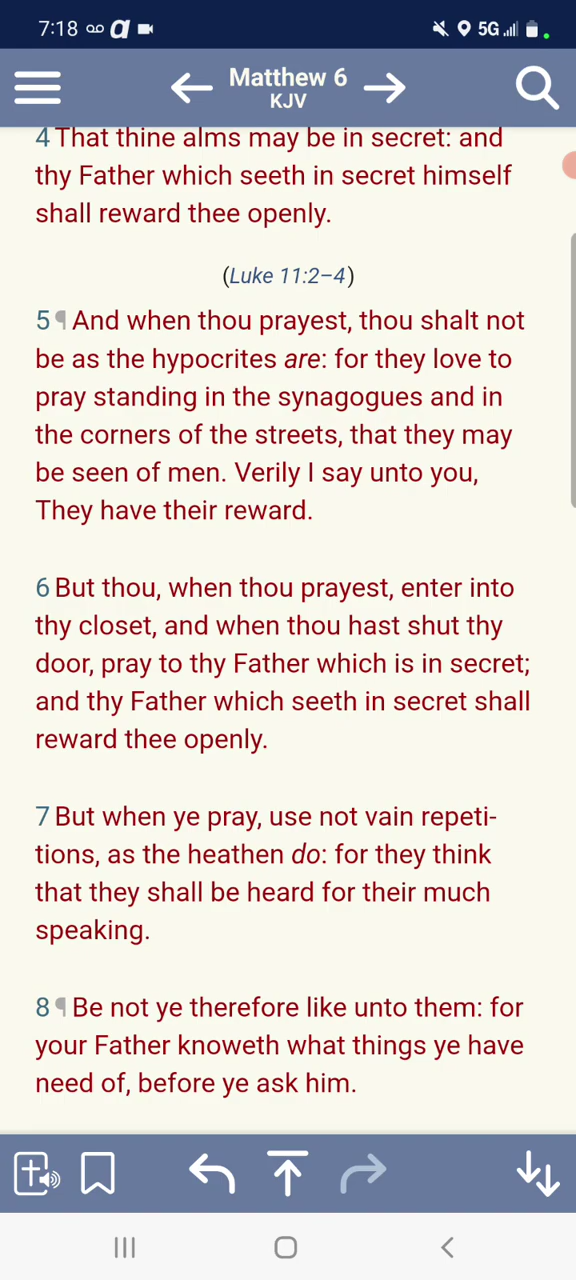 7:18
5G
Matthew 6
KJV
4 That thine alms may be in secret: and
thy Father which seeth in secret himself
shall reward thee openly.
(Luke 11:2–4)
5 ¶ And when thou prayest, thou shalt not
be as the hypocrites are: for they love to
pray standing in the synagogues and in
the corners of the streets, that they may
be seen of men. Verily I say unto you,
They have their reward.
6 But thou, when thou prayest, enter into
thy closet, and when thou hast shut thy
door, pray to thy Father which is in secret;
and thy Father which seeth in secret shall
reward thee openly.
7 But when ye pray, use not vain repeti-
tions, as the heathen do: for they think
that they shall be heard for their much
speaking.
8 ¶ Be not ye therefore like unto them: for
your Father knoweth what things ye have
need of, before ye ask him.